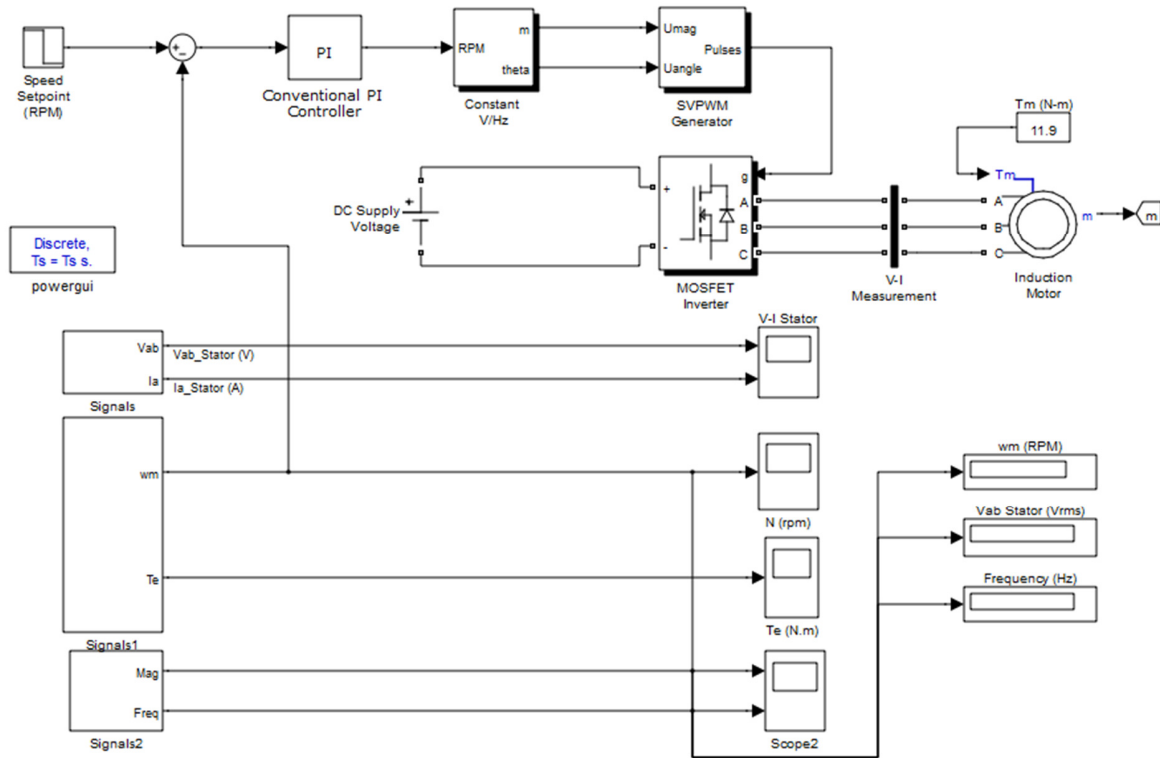 Speed
Setpoint
(RPM)
+
−
PI
Conventional PI
Controller
RPM
m
theta
Constant
V/Hz
Umag
Uangle
Pulses
SVPWM
Generator
Tm (N-m)
11.9
DC Supply
Voltage
+
+
-
g
A
B
C
MOSFET
Inverter
V-I
Measurement
Tm
A
B
C
m
m
Induction
Motor
Discrete,
Ts = Ts s.
powergui
Vab
Ia
Signals
Vab_Stator (V)
Ia_Stator (A)
V-I Stator
wm
Te
Signals1
N (rpm)
Te (N.m)
wm (RPM)
Vab Stator (Vrms)
Frequency (Hz)
Mag
Freq
Signals2
Scope2